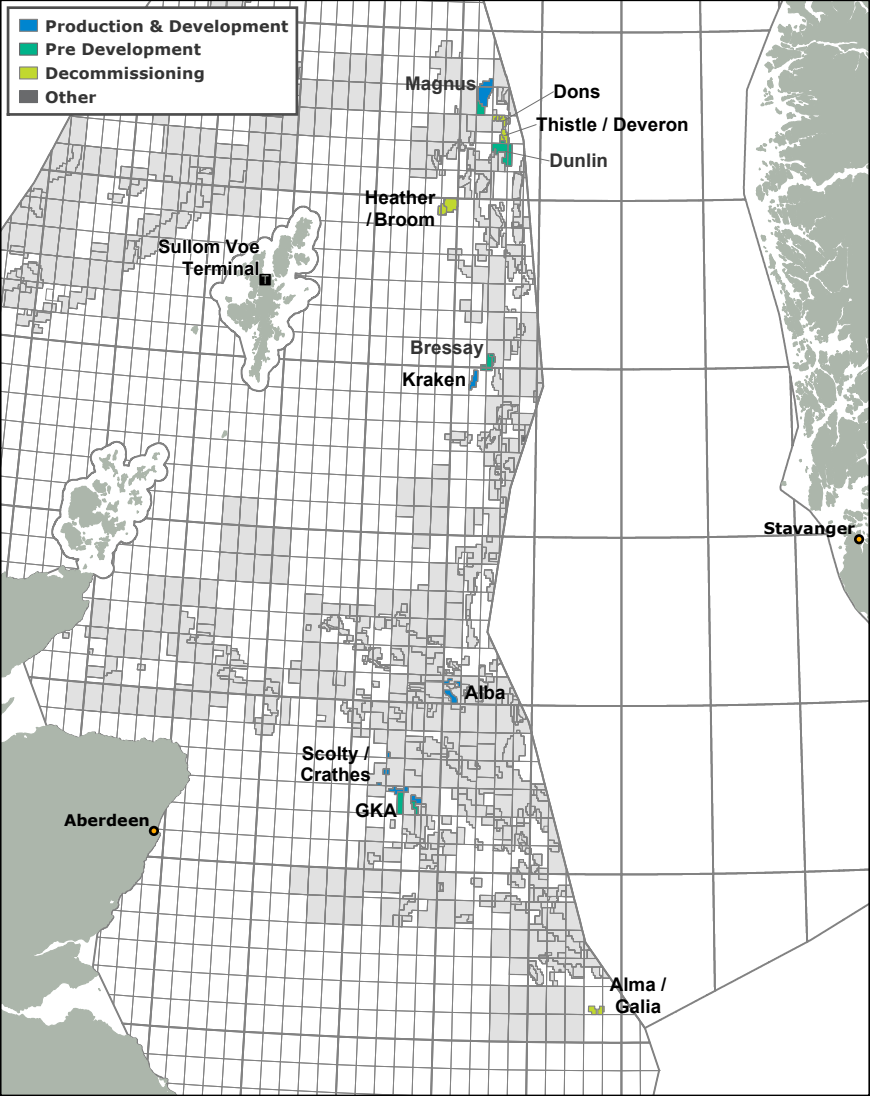 Production & Development
Pre Development
Decommissioning
Other
Magnus
Dons
Thistle / Deveron
Dunlin
Heather
/ Broom
Sullom Voe
Terminal
T
Bressay
Kraken
Stavanger
Alba
Scolty /
Crathes
GKA
Aberdeen
Alma /
Galia